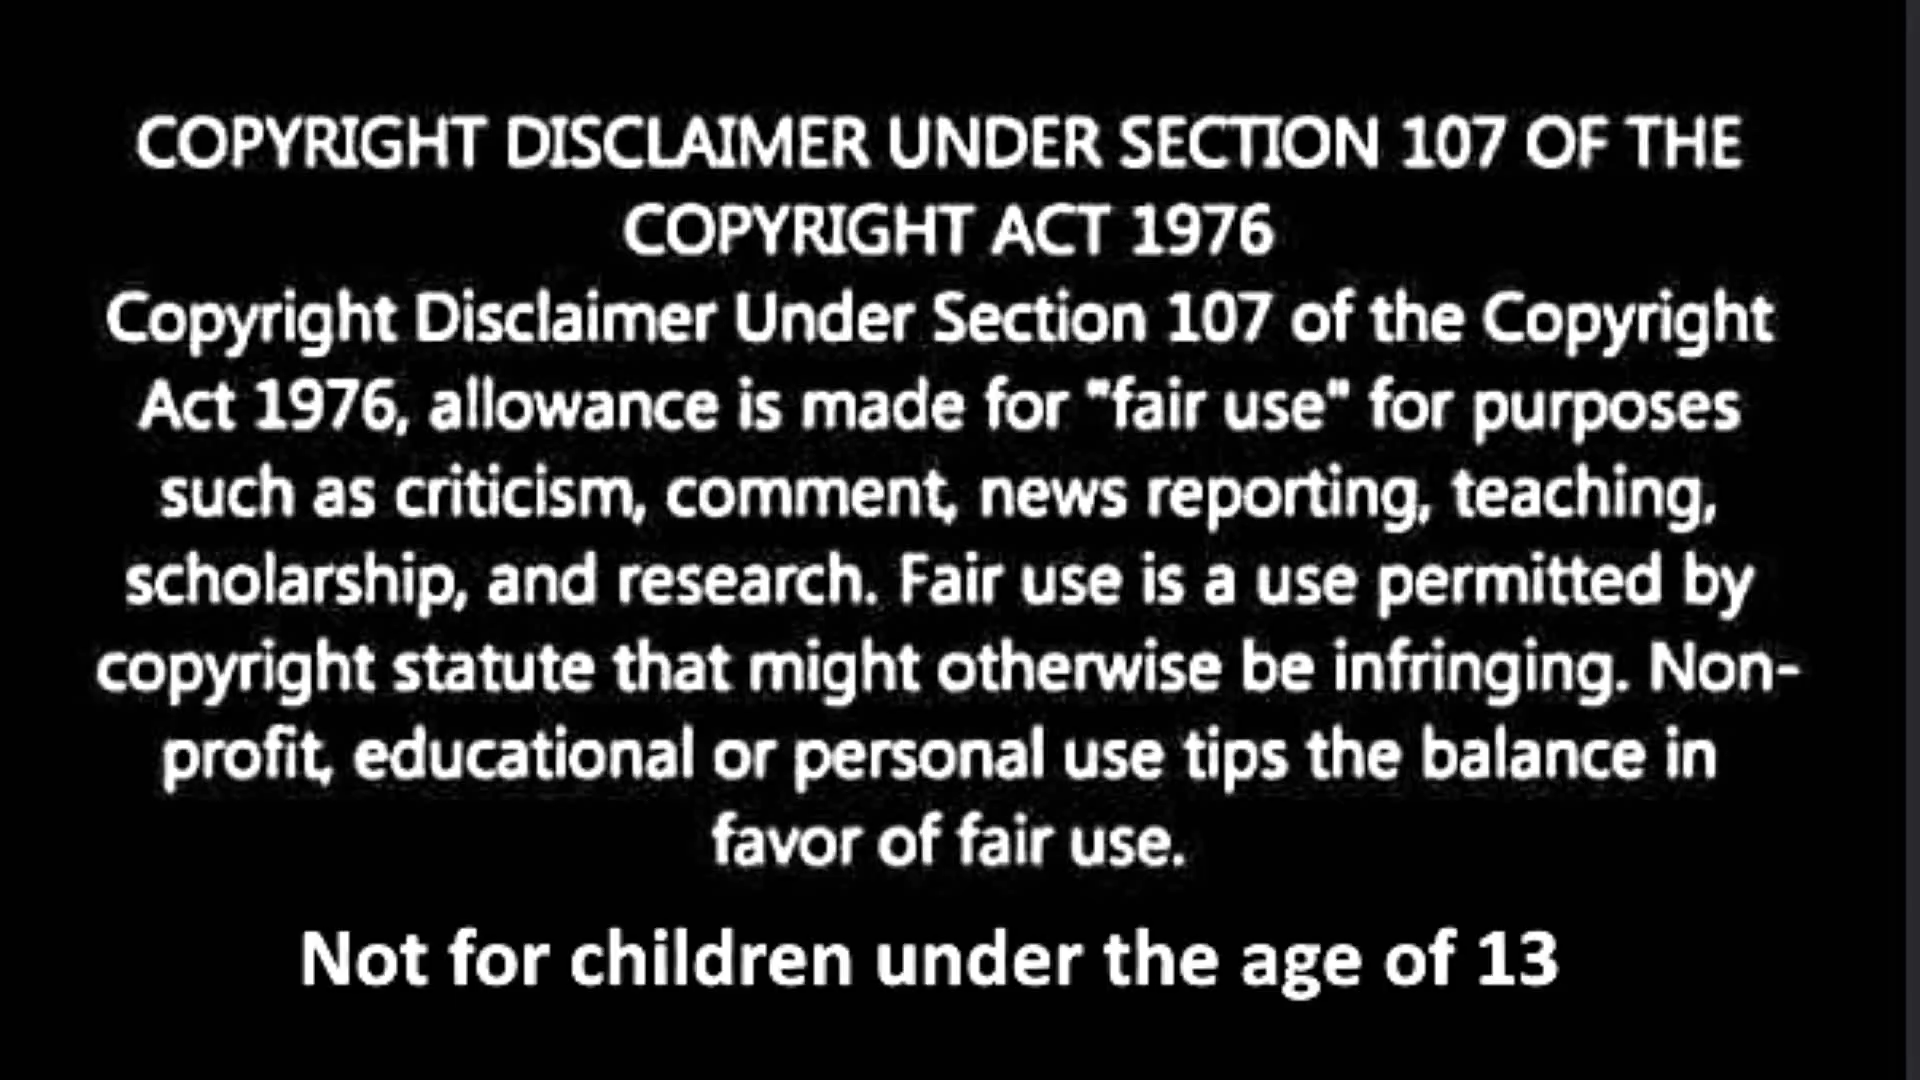 COPYRIGHT DISCLAIMER UNDER SECTION 107 OF THE
COPYRIGHT ACT 1976
Copyright Disclaimer Under Section 107 of the Copyright
Act 1976, allowance is made for "fair use" for purposes
such as criticism, comment, news reporting, teaching,
scholarship, and research. Fair use is a use permitted by
copyright statute that might otherwise be infringing. Non-
profit, educational or personal use tips the balance in
favor of fair use.
Not for children under the age of 13